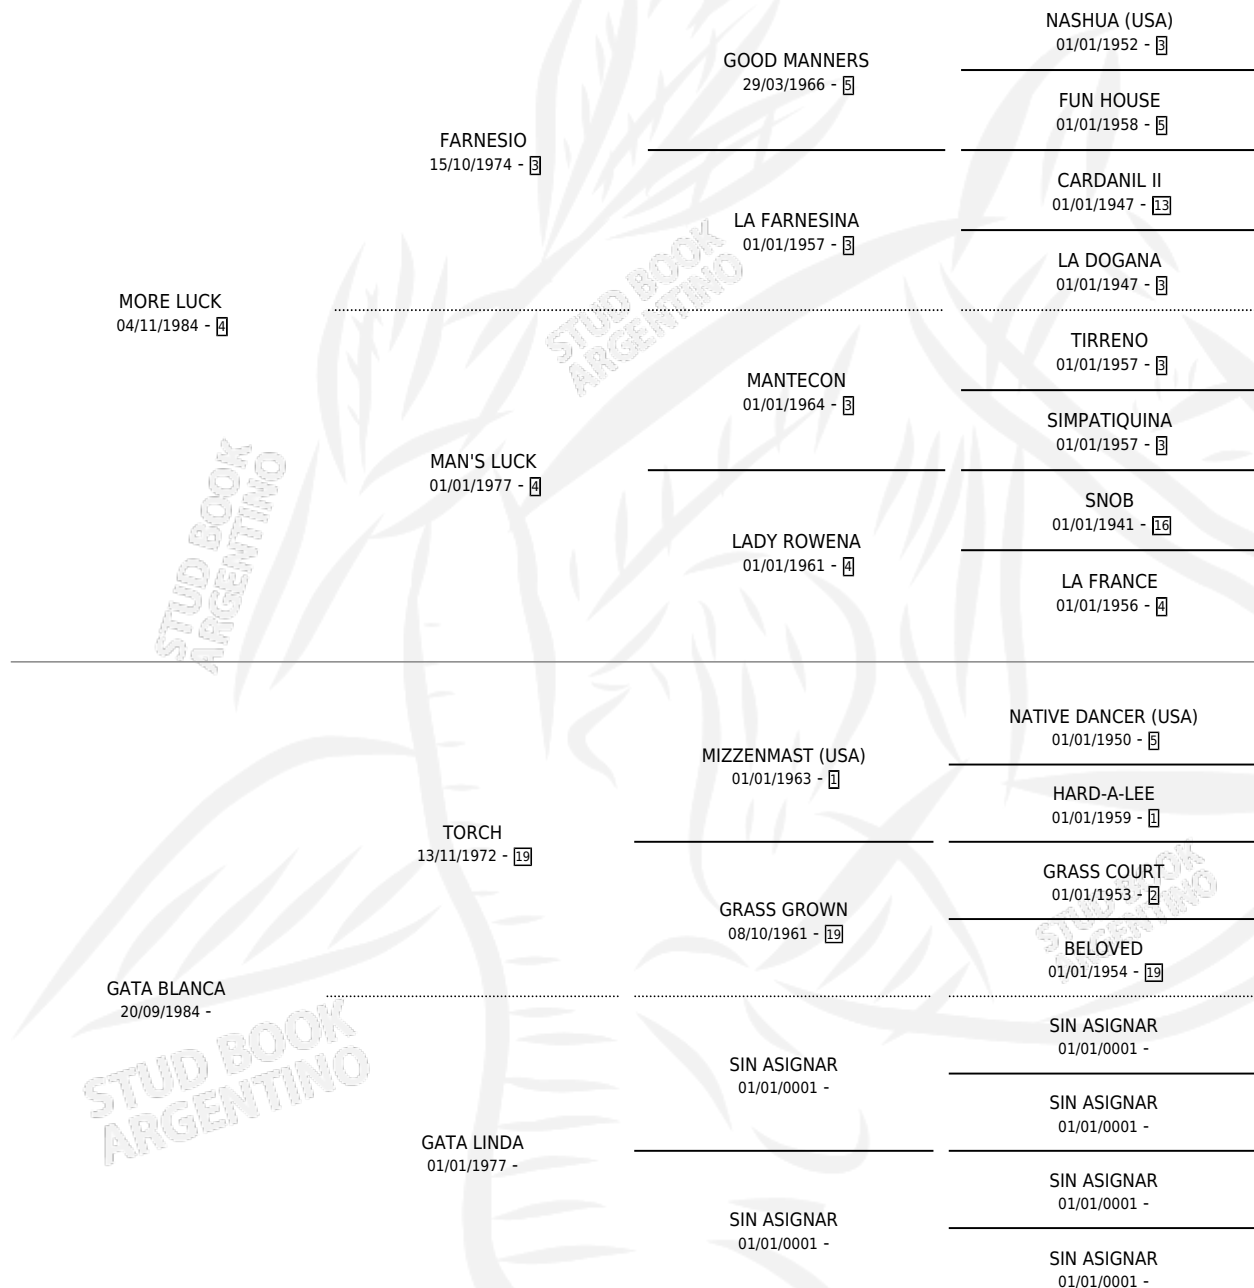 NASHUA (USA)
01/01/1952 - 3
GOOD MANNERS
29/03/1966 - 5
FUN HOUSE
01/01/1958 - 5
FARNESIO
15/10/1974 - 3
CARDANIL II
01/01/1947 - 13
LA FARNESINA
01/01/1957 - 3
LA DOGANA
01/01/1947 - 3
MORE LUCK
04/11/1984 - 4
TIRRENO
01/01/1957 - 3
MANTECON
01/01/1964 - 3
SIMPATIQUINA
01/01/1957 - 3
MAN'S LUCK
01/01/1977 - 4
SNOB
01/01/1941 - 16
LADY ROWENA
01/01/1961 - 4
LA FRANCE
01/01/1956 - 4
NATIVE DANCER (USA)
01/01/1950 - 5
MIZZENMAST (USA)
01/01/1963 - 1
HARD-A-LEE
01/01/1959 - 1
TORCH
13/11/1972 - 19
GRASS COURT
01/01/1953 - 2
GRASS GROWN
08/10/1961 - 19
BELOVED
01/01/1954 - 19
GATA BLANCA
20/09/1984 -
SIN ASIGNAR
01/01/0001 -
SIN ASIGNAR
01/01/0001 -
SIN ASIGNAR
01/01/0001 -
GATA LINDA
01/01/1977 -
SIN ASIGNAR
01/01/0001 -
SIN ASIGNAR
01/01/0001 -
SIN ASIGNAR
01/01/0001 -
STUD BOOK
ARGENTINO
STUD BOOK
ARGENTINO
STUD BOOK
ARGENTINO
STUD BOOK
ARGENTINO